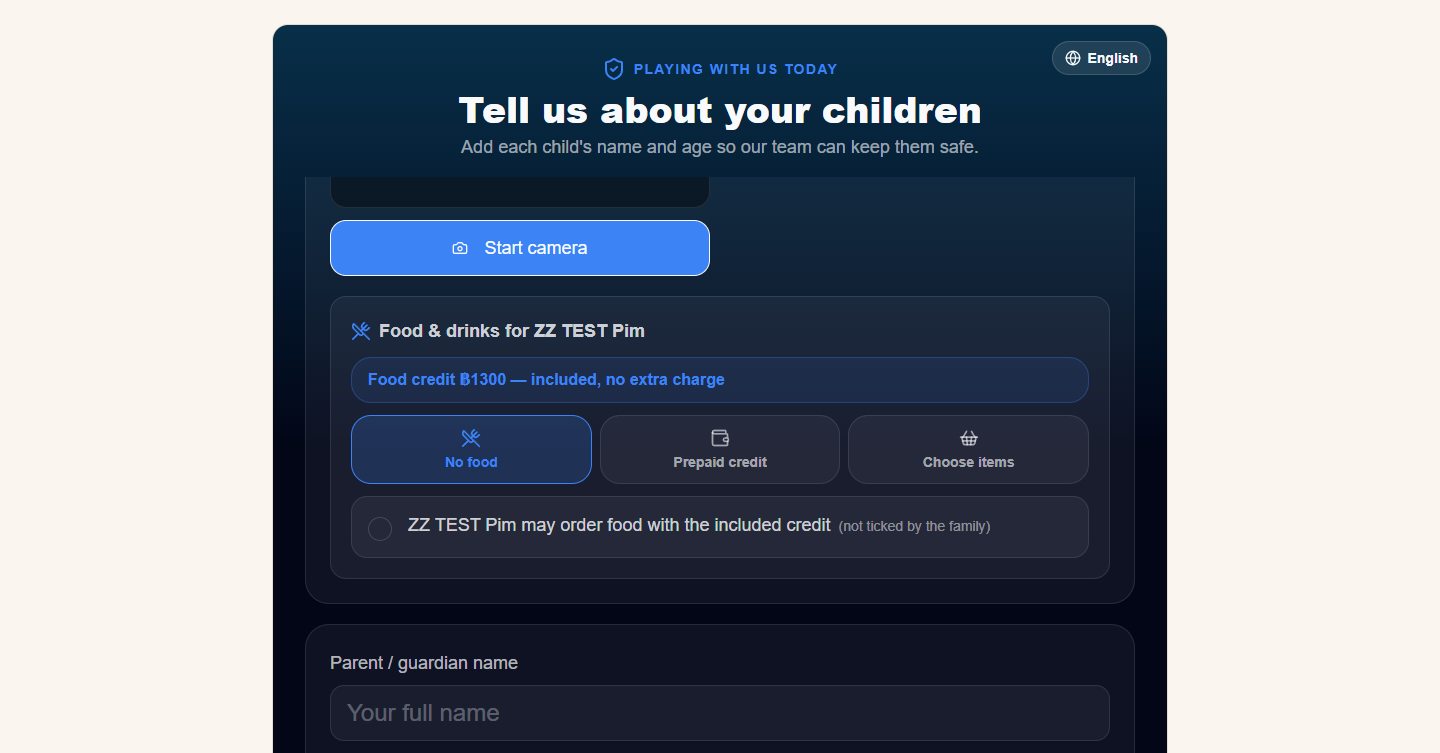 English
PLAYING WITH US TODAY
Tell us about your children
Add each child's name and age so our team can keep them safe.
Start camera
Food & drinks for ZZ TEST Pim
Food credit ฿1300 — included, no extra charge
No food
Prepaid credit
Choose items
ZZ TEST Pim may order food with the included credit (not ticked by the family)
Parent / guardian name
Your full name